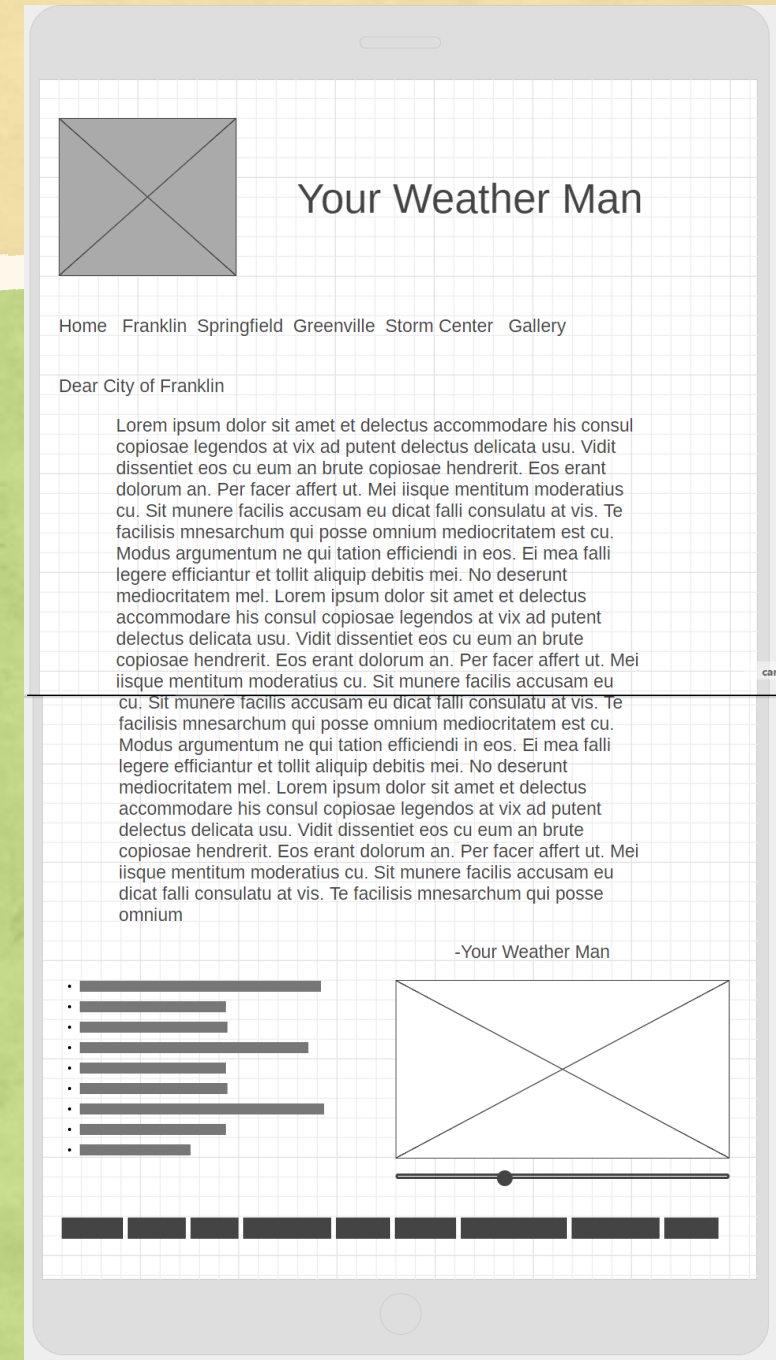 Your Weather Man
Home Franklin Springfield Greenville Storm Center Gallery
Dear City of Franklin
Lorem ipsum dolor sit amet et delectus accommodare his consul
copiosae legendos at vix ad putent delectus delicata usu. Vidit
dissentiet eos cu eum an brute copiosae hendrerit. Eos erant
dolorum an. Per facer affert ut. Mei iisque mentitum moderatius
cu. Sit munere facilis accusam eu dicat falli consulatu at vis. Te
facilisis mnesarchum qui posse omnium mediocritatem est cu.
Modus argumentum ne qui tation efficiendi in eos. Ei mea falli
legere efficiantur et tollit aliquip debitis mei. No deserunt
mediocritatem mel. Lorem ipsum dolor sit amet et delectus
accommodare his consul copiosae legendos at vix ad putent
delectus delicata usu. Vidit dissentiet eos cu eum an brute
copiosae hendrerit. Eos erant dolorum an. Per facer affert ut. Mei
iisque mentitum moderatius cu. Sit munere facilis accusam eu
cu. Sit munere facilis accusam eu dicat falli consulatu at vis. Te
facilisis mnesarchum qui posse omnium mediocritatem est cu.
Modus argumentum ne qui tation efficiendi in eos. Ei mea falli
legere efficiantur et tollit aliquip debitis mei. No deserunt
mediocritatem mel. Lorem ipsum dolor sit amet et delectus
accommodare his consul copiosae legendos at vix ad putent
delectus delicata usu. Vidit dissentiet eos cu eum an brute
copiosae hendrerit. Eos erant dolorum an. Per facer affert ut. Mei
iisque mentitum moderatius cu. Sit munere facilis accusam eu
dicat falli consulatu at vis. Te facilisis mnesarchum qui posse
omnium
-Your Weather Man